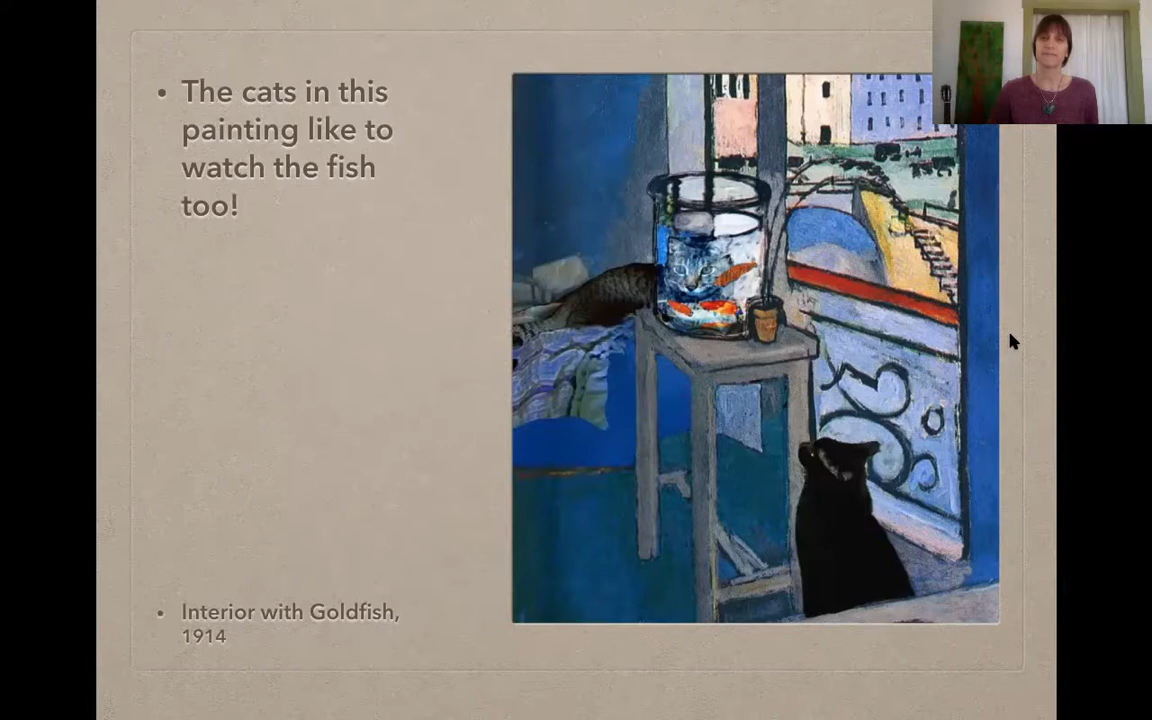 • The cats in this
painting like to
watch the fish
too!
• Interior with Goldfish,
1914